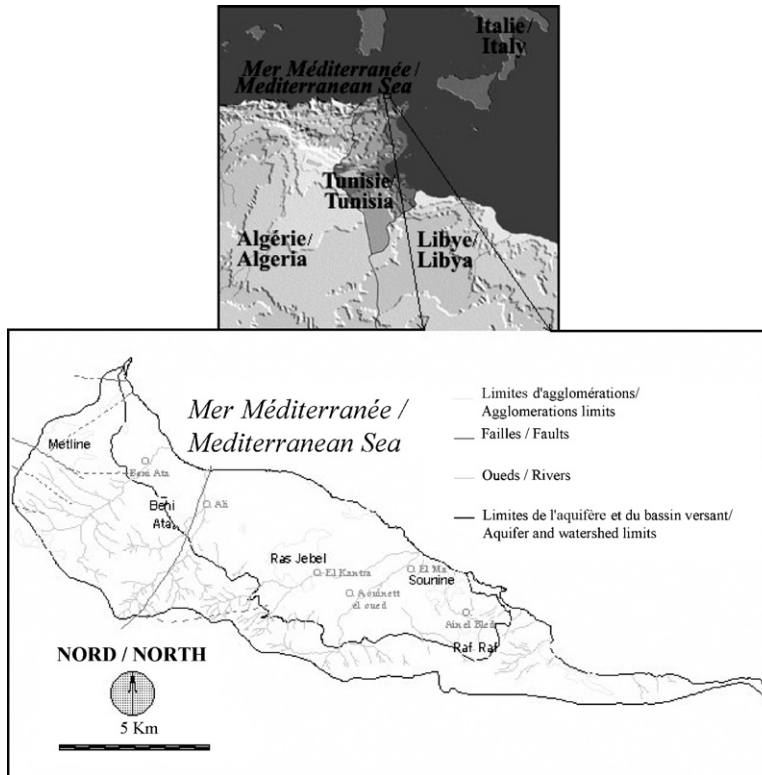 Italie/
Italy
Mer Méditerranée /
Mediterranean Sea
Tunisie/
Tunisia
Algérie/
Algeria
Libye/
Libya
Mer Méditerranée /
Mediterranean Sea
Limites d'agglomérations/
Agglomerations limits
Failles / Faults
Oueds / Rivers
Limites de l'aquifère et du bassin versant/
Aquifer and watershed limits
Metline
O. Beni Ata
Beni
Ata
O. Ali
Ras Jebel
O. El Kantra
O. El Ma
Sounine
O. Aouinett
el oued
O. Ain el Bled
Raf Raf
NORD / NORTH
5 Km